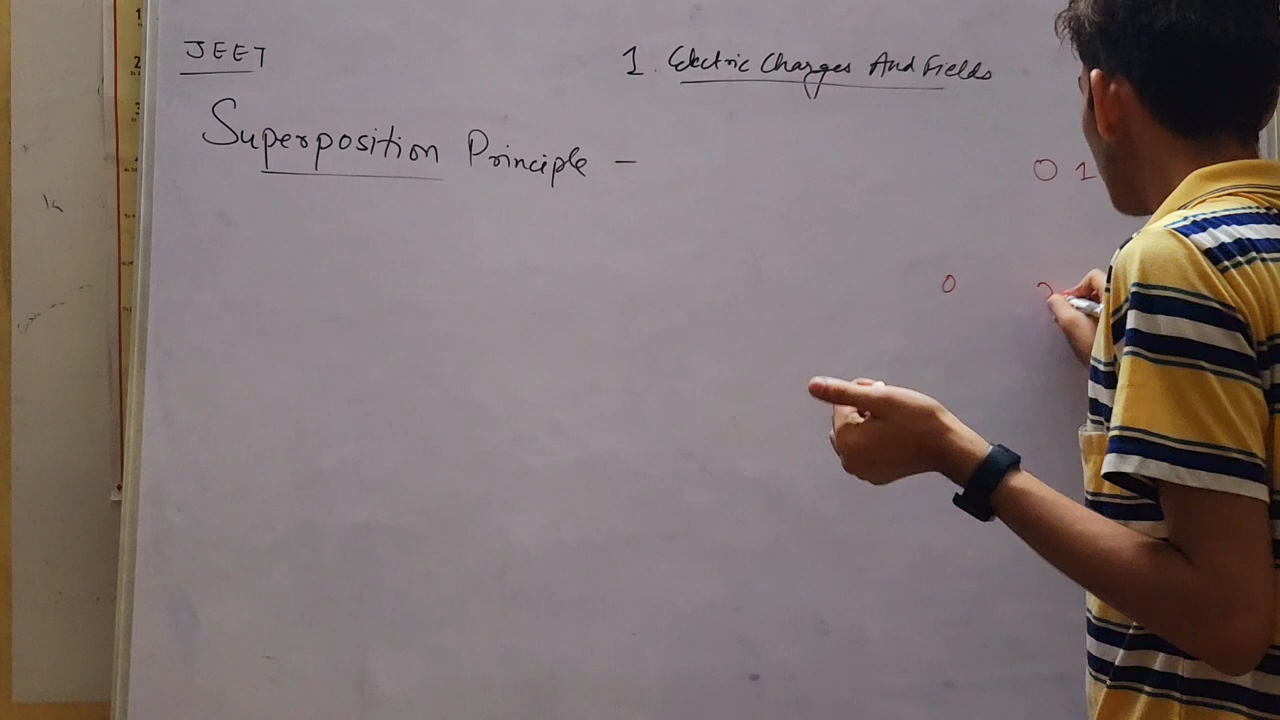 JEET
1. Electric Charges And Fields
Superposition Principle -
1
2